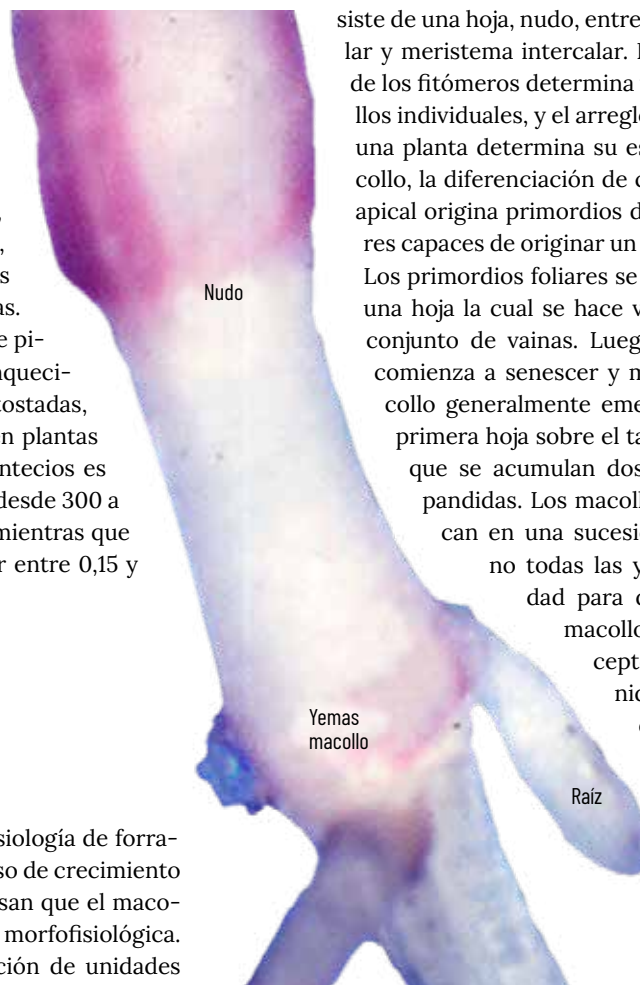 s
as.
e pi-
nqueci-
tostadas,
n plantas
ntecios es
desde 300 a
mientras que
r entre 0,15 y
siología de forra-
so de crecimiento
san que el maco-
morfofisiológica.
ción de unidades
Nudo
Yemas
macollo
Raíz
siste de una hoja, nudo, entre
lar y meristema intercalar.
de los fitómeros determina
llos individuales, y el arregl
una planta determina su es
collo, la diferenciación de
apical origina primordios d
res capaces de originar un
Los primordios foliares se
una hoja la cual se hace v
conjunto de vainas. Lueg
comienza a senescer y m
collo generalmente eme
primera hoja sobre el ta
que se acumulan dos
pandidas. Los macoll
can en una sucesi
no todas las y
dad para
macollo
cept
nic